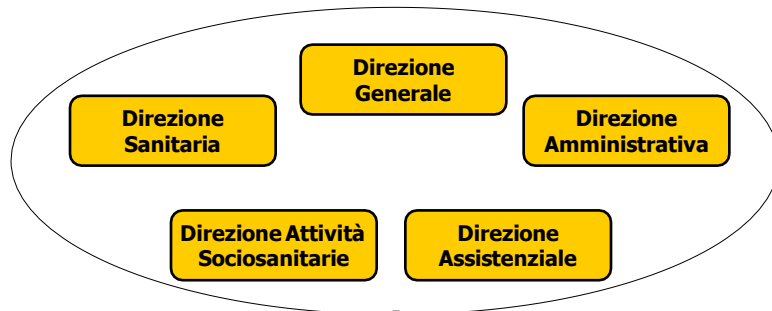 Direzione
Generale
Direzione
Sanitaria
Direzione
Amministrativa
Direzione Attività
Sociosanitarie
Direzione
Assistenziale